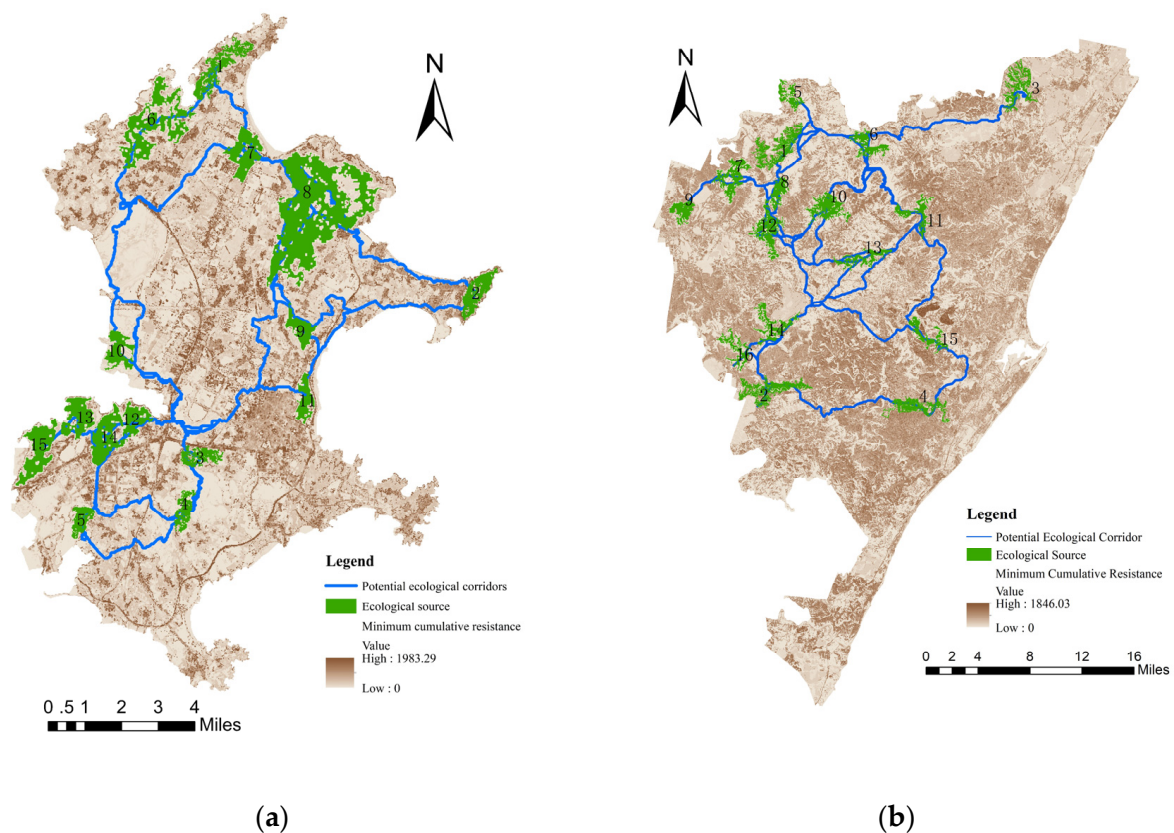 N
1
6
7
8
2
9
10
11
13
12
14
15
3
4
5
Legend
Potential ecological corridors
Ecological source
Minimum cumulative resistance
Value
High : 1983.29
Low : 0
0 .5 1 2 3 4
Miles
(a)
N
5
3
6
1
7
8
9
10
11
12
13
14
15
16
2
4
Legend
Potential Ecological Corridor
Ecological Source
Minimum Cumulative Resistance
Value
High : 1846.03
Low : 0
0 2 4 8 12 16
Miles
(b)